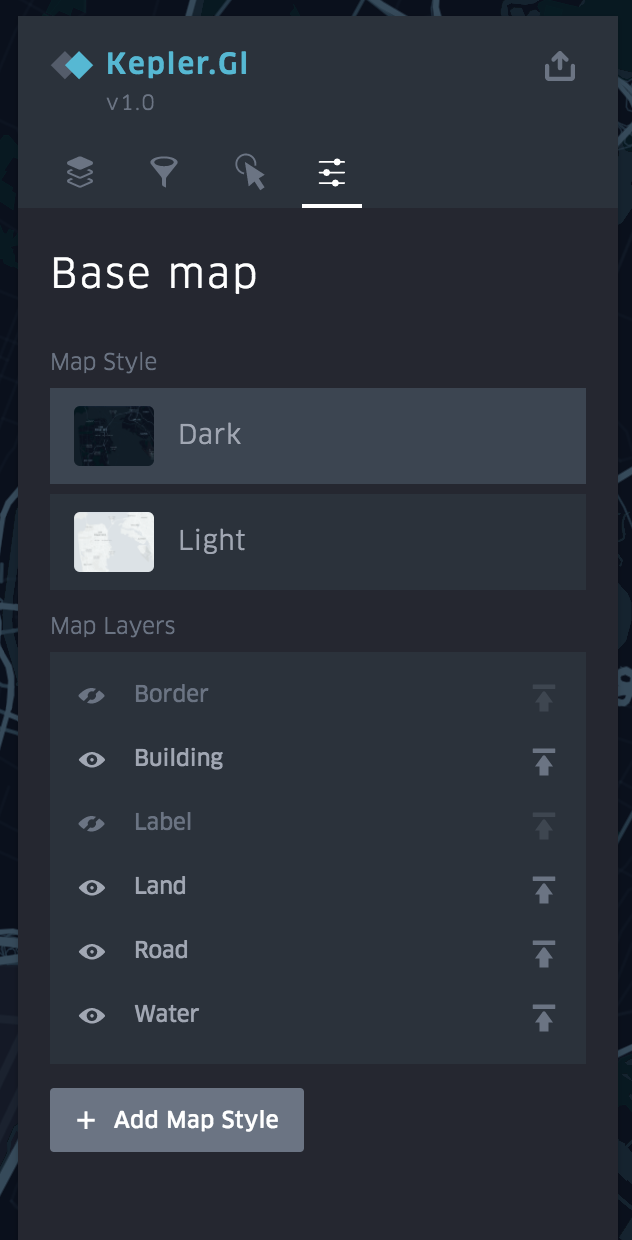 Kepler.Gl
v1.0
Base map
Map Style
Dark
Light
Map Layers
Border
Building
Label
Land
Road
Water
+ Add Map Style